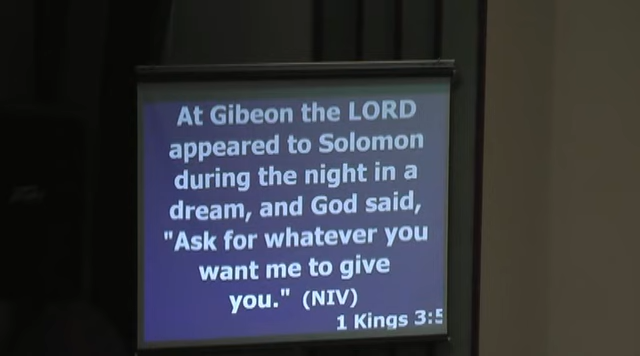 At Gibeon the LORD
appeared to Solomon
during the night in a
dream, and God said,
"Ask for whatever you
want me to give
you." (NIV)
1 Kings 3:5